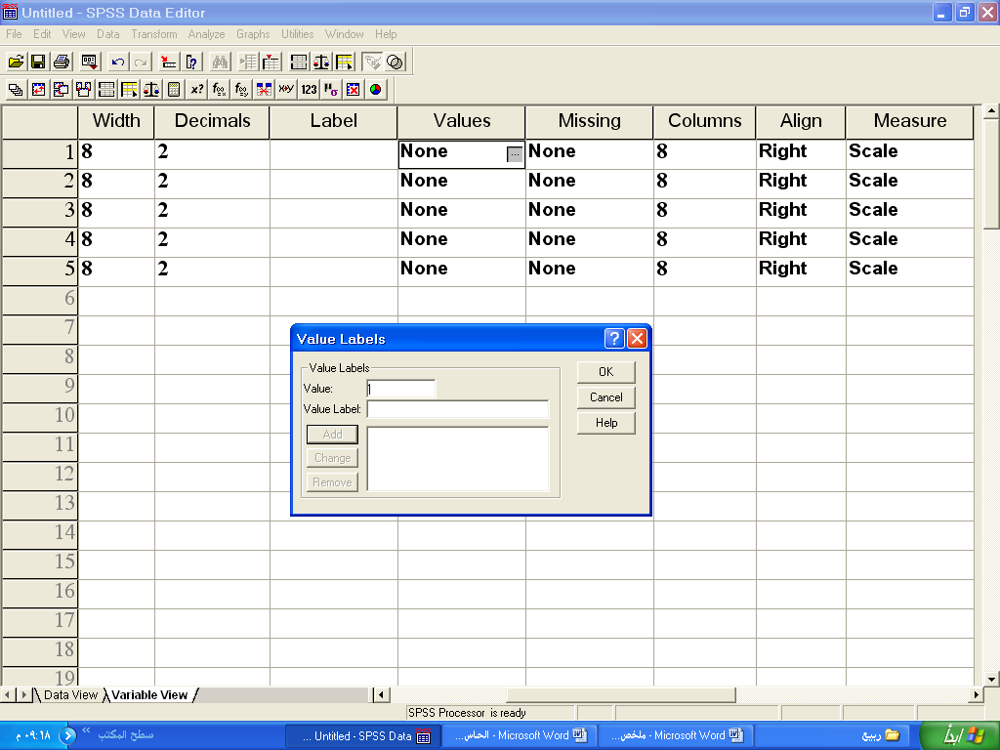 Untitled - SPSS Data Editor
File Edit View Data Transform Analyze Graphs Utilities Window Help
Width Decimals Label Values Missing Columns Align Measure
1 8 2 None ... None 8 Right Scale
2 8 2 None None 8 Right Scale
3 8 2 None None 8 Right Scale
4 8 2 None None 8 Right Scale
5 8 2 None None 8 Right Scale
6
7
8
9
10
11
12
13
14
15
16
17
18
19
Value Labels
Value Labels
Value: 1
Value Label:
Add
Change
Remove
OK
Cancel
Help
Data View Variable View
SPSS Processor is ready
ابدأ
ربيع
ملخص... - Microsoft Word
الحاس... - Microsoft Word
Untitled - SPSS Data ...
سطح المكتب
٠٩:١٨ م